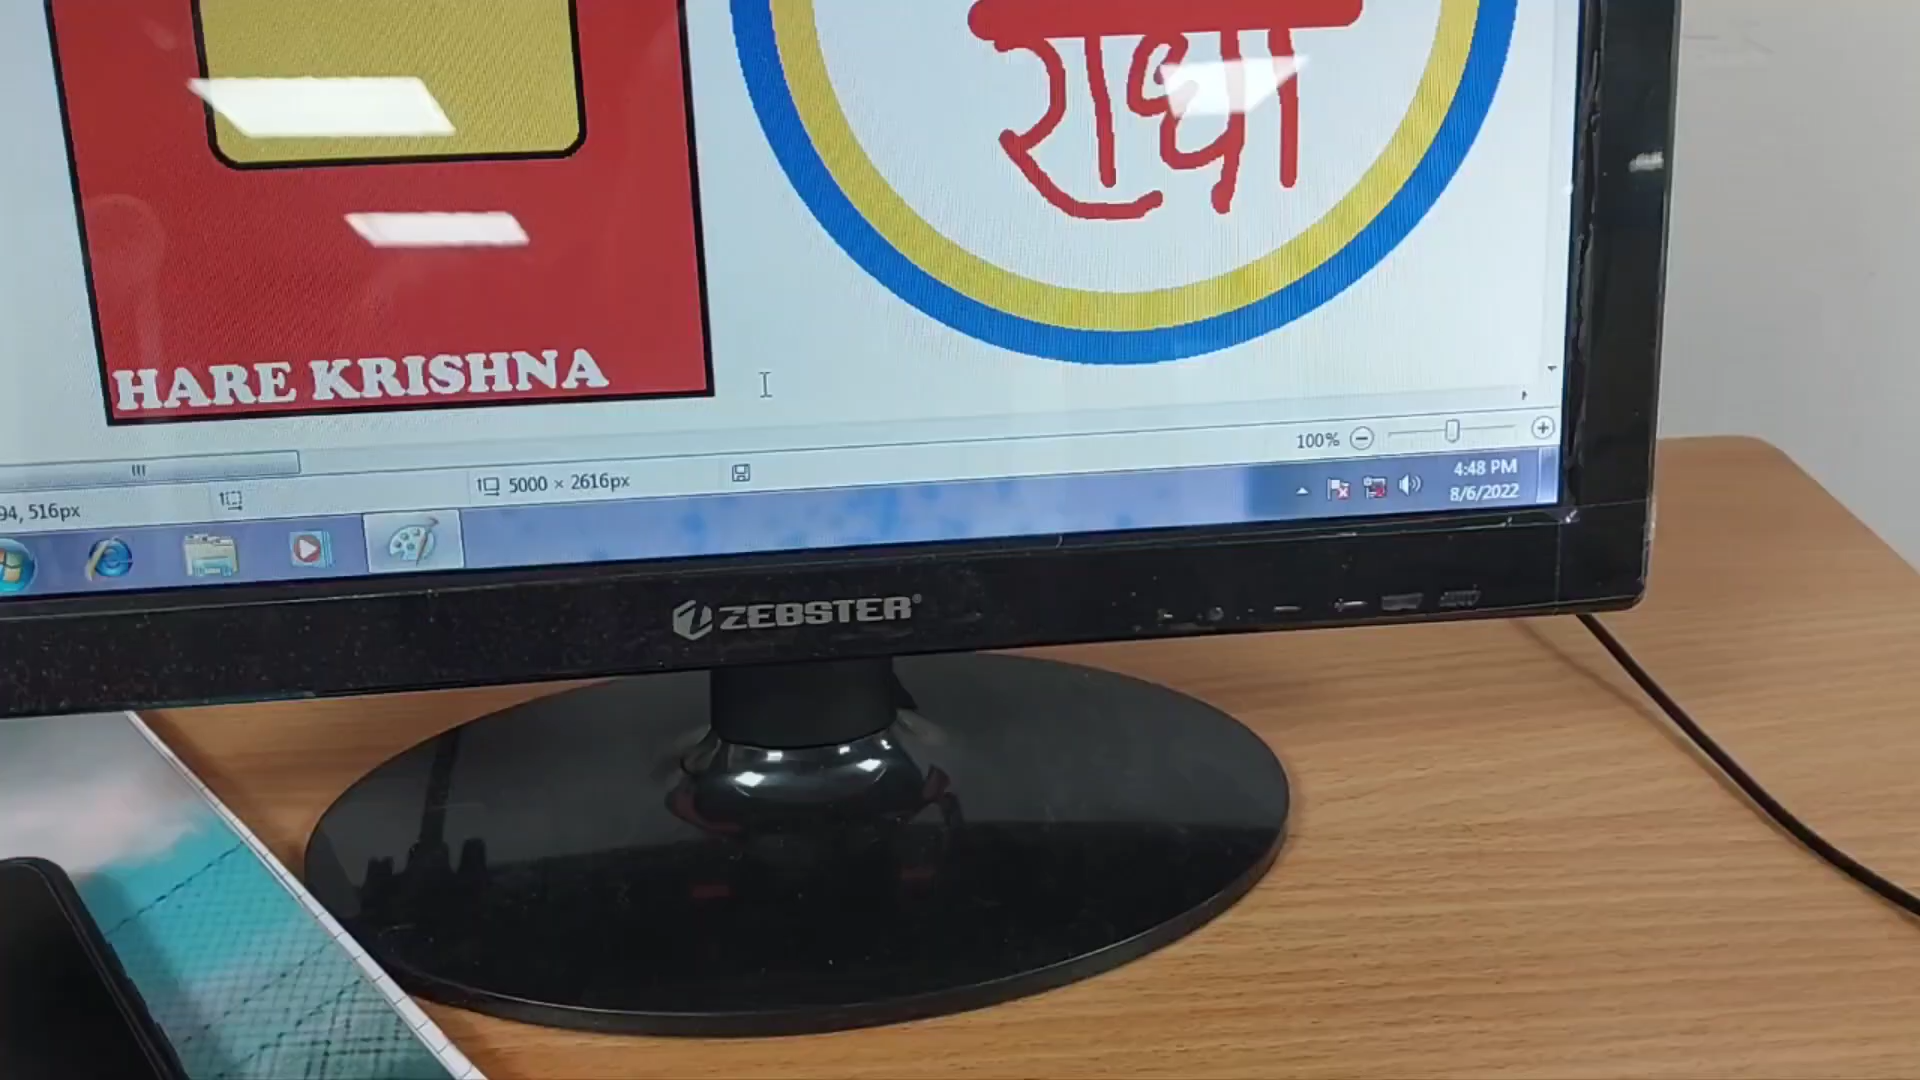 राधा
HARE KRISHNA
100%
5000 × 2616px
94, 516px
4:48 PM
8/6/2022
ZEBSTER